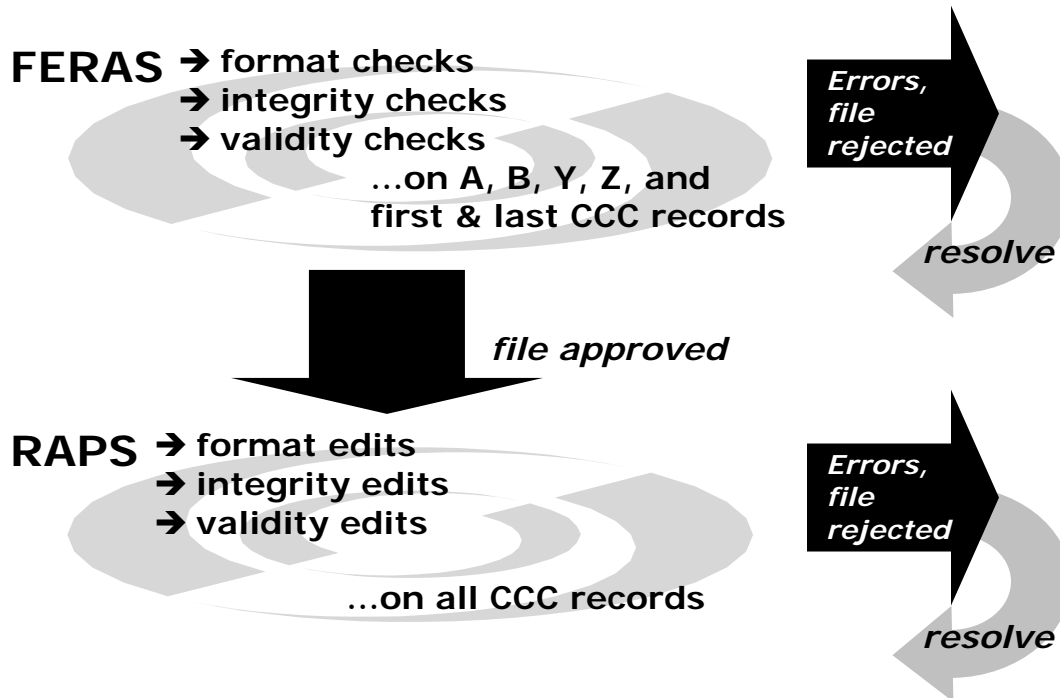 FERAS ➔ format checks
➔ integrity checks
➔ validity checks
...on A, B, Y, Z, and
first & last CCC records
Errors,
file
rejected
resolve
file approved
RAPS ➔ format edits
➔ integrity edits
➔ validity edits
...on all CCC records
Errors,
file
rejected
resolve